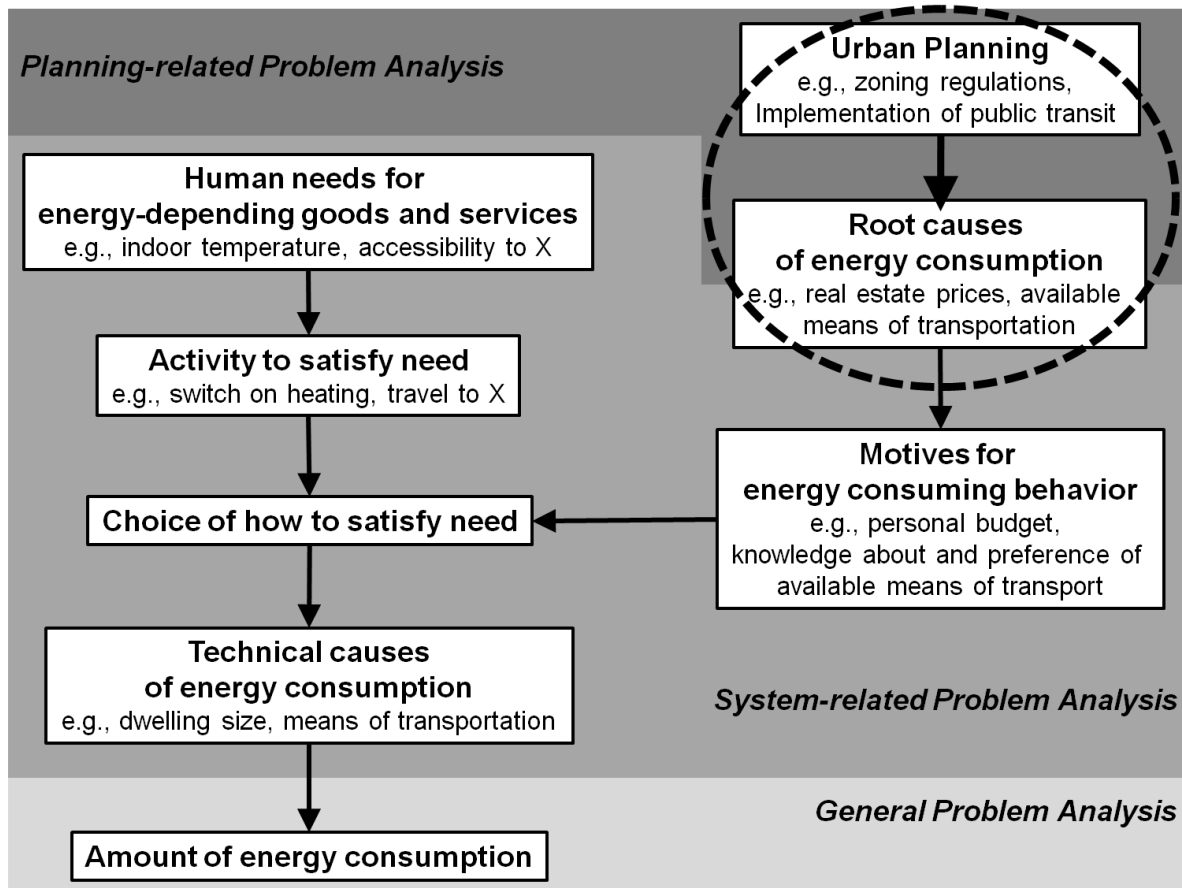 Planning-related Problem Analysis
Urban Planning
e.g., zoning regulations,
Implementation of public transit
Human needs for
energy-depending goods and services
e.g., indoor temperature, accessibility to X
Root causes
of energy consumption
e.g., real estate prices, available
means of transportation
Activity to satisfy need
e.g., switch on heating, travel to X
Motives for
energy consuming behavior
e.g., personal budget,
knowledge about and preference of
available means of transport
Choice of how to satisfy need
Technical causes
of energy consumption
e.g., dwelling size, means of transportation
System-related Problem Analysis
General Problem Analysis
Amount of energy consumption